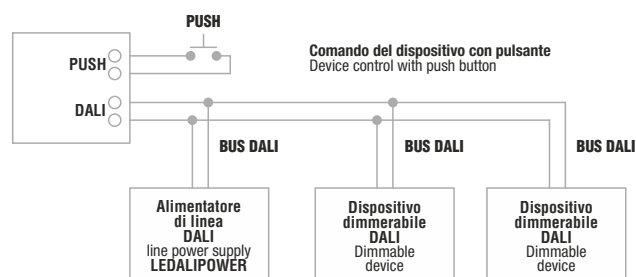 PUSH
PUSH
Comando del dispositivo con pulsante
Device control with push button
DALI
BUS DALI
BUS DALI
BUS DALI
Alimentatore
di linea
DALI
line power supply
LEDALIPOWER
Dispositivo
dimmerabile
DALI
Dimmable
device
Dispositivo
dimmerabile
DALI
Dimmable
device